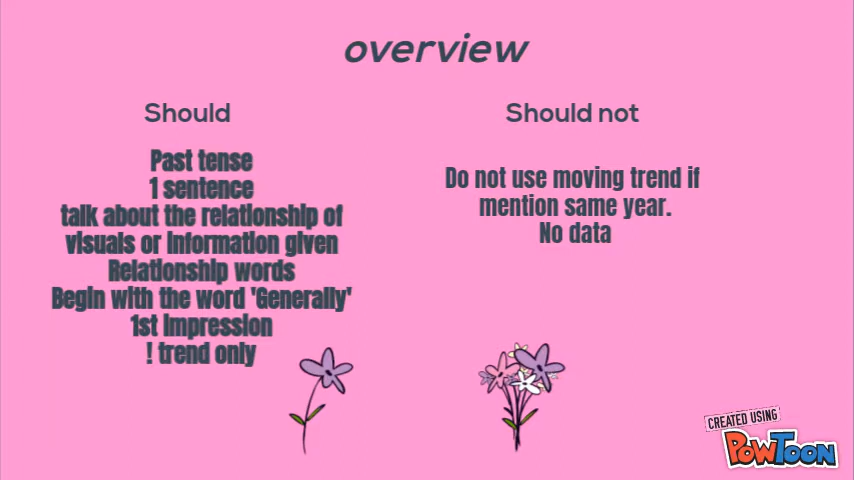 overview
Should
Past tense
1 sentence
talk about the relationship of
visuals or information given
Relationship words
Begin with the word 'Generally'
1st impression
! trend only
Should not
Do not use moving trend if
mention same year.
No data
CREATED USING
POWTOON